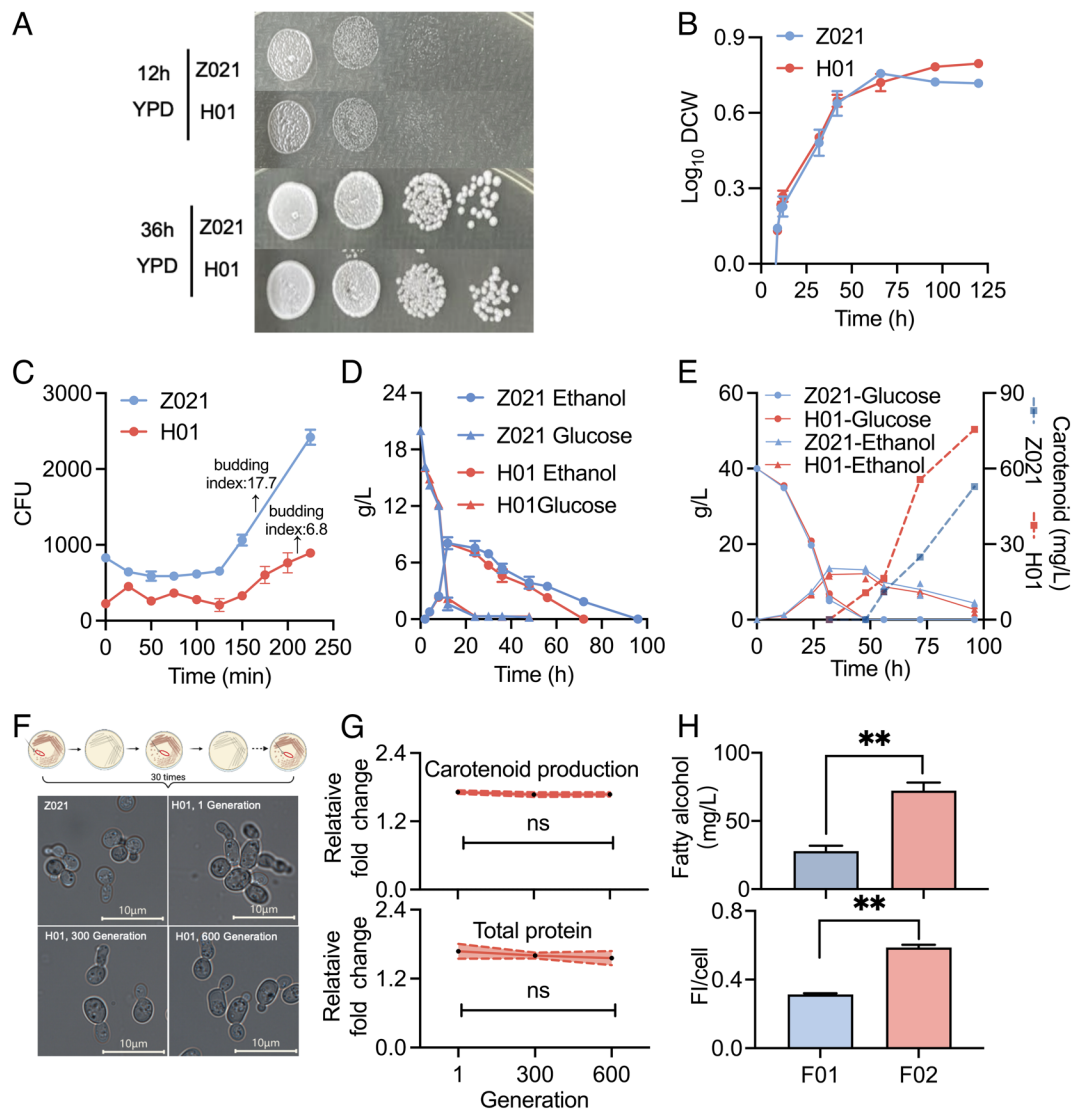 A
12h
YPD
Z021
H01
36h
YPD
Z021
H01
B
Z021
H01
0.9
0.6
0.3
0.0
Log10 DCW
0 25 50 75 100 125
Time (h)
C
Z021
H01
3000
2000
1000
0
CFU
budding
index:17.7
budding
index:6.8
0 50 100 150 200 250
Time (min)
D
24
18
12
6
0
g/L
Z021 Ethanol
Z021 Glucose
H01 Ethanol
H01Glucose
0 20 40 60 80 100
Time (h)
E
60
40
20
0
g/L
Z021-Glucose
H01-Glucose
Z021-Ethanol
H01-Ethanol
90
60
30
0
Z021
H01
Carotenoid (mg/L)
0 25 50 75 100
Time (h)
F
30 times
Z021
10μm
H01, 1 Generation
10μm
H01, 300 Generation
10μm
H01, 600 Generation
10μm
G
2.4
1.2
0.0
Relataive
fold change
Carotenoid production
ns
2.4
1.2
0.0
Relataive
fold change
Total protein
ns
1 300 600
Generation
H
100
50
0
Fatty alcohol
(mg/L)
**
0.8
0.4
0.0
FI/cell
**
F01 F02